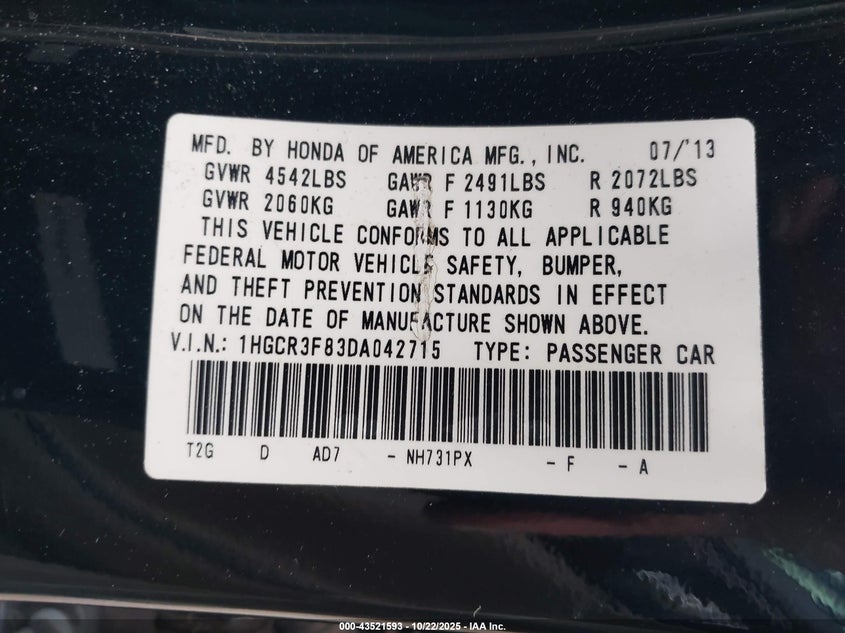 MFD. BY HONDA OF AMERICA MFG., INC. 07/'13
GVWR 4542LBS GAWR F 2491LBS R 2072LBS
GVWR 2060KG GAWR F 1130KG R 940KG
THIS VEHICLE CONFORMS TO ALL APPLICABLE
FEDERAL MOTOR VEHICLE SAFETY, BUMPER,
AND THEFT PREVENTION STANDARDS IN EFFECT
ON THE DATE OF MANUFACTURE SHOWN ABOVE.
V.I.N.: 1HGCR3F83DA042715 TYPE: PASSENGER CAR
T2G D AD7 - NH731PX - F - A
000-43521593 - 10/22/2025 - IAA Inc.